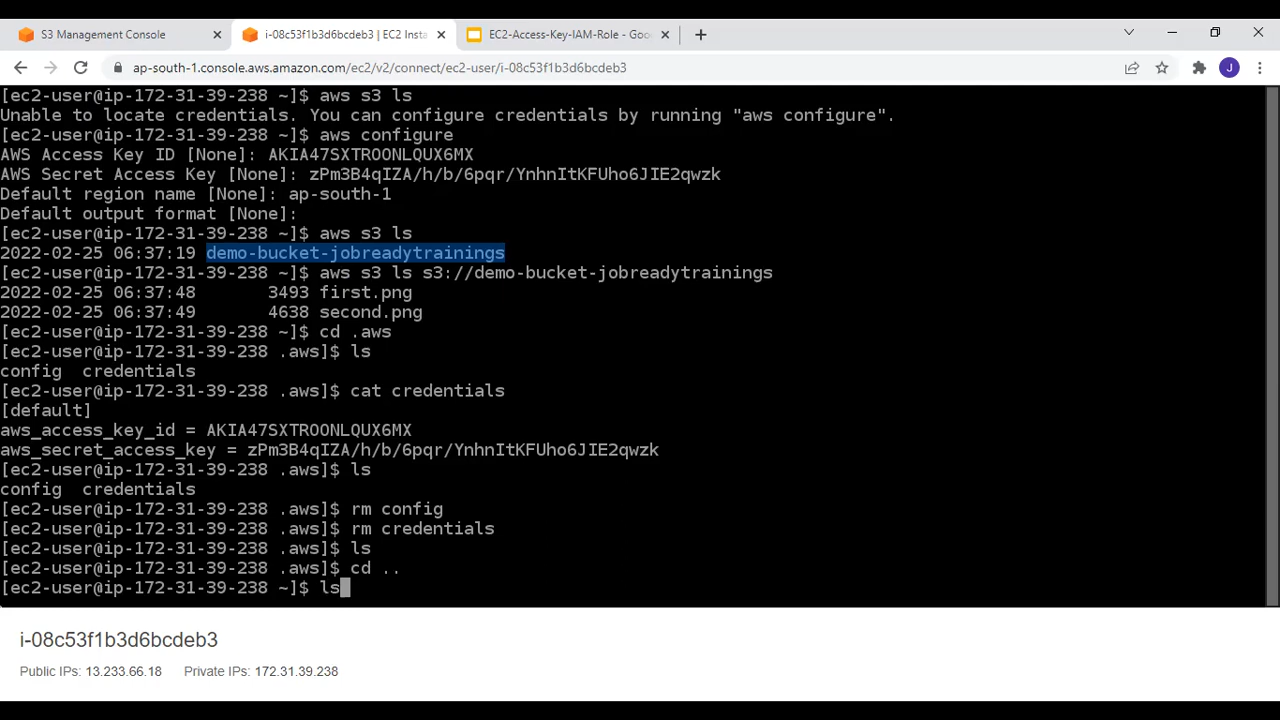 S3 Management Console
i-08c53f1b3d6bcdeb3 | EC2 Insta
EC2-Access-Key-IAM-Role - Goo
ap-south-1.console.aws.amazon.com/ec2/v2/connect/ec2-user/i-08c53f1b3d6bcdeb3
J
[ec2-user@ip-172-31-39-238 ~]$ aws s3 ls
Unable to locate credentials. You can configure credentials by running "aws configure".
[ec2-user@ip-172-31-39-238 ~]$ aws configure
AWS Access Key ID [None]: AKIA47SXTROONLQUX6MX
AWS Secret Access Key [None]: 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
Default region name [None]: ap-south-1
Default output format [None]:
[ec2-user@ip-172-31-39-238 ~]$ aws s3 ls
2022-02-25 06:37:19 demo-bucket-jobreadytrainings
[ec2-user@ip-172-31-39-238 ~]$ aws s3 ls s3://demo-bucket-jobreadytrainings
2022-02-25 06:37:48       3493 first.png
2022-02-25 06:37:49       4638 second.png
[ec2-user@ip-172-31-39-238 ~]$ cd .aws
[ec2-user@ip-172-31-39-238 .aws]$ ls
config  credentials
[ec2-user@ip-172-31-39-238 .aws]$ cat credentials
[default]
aws_access_key_id = AKIA47SXTROONLQUX6MX
aws_secret_access_key = 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
[ec2-user@ip-172-31-39-238 .aws]$ ls
config  credentials
[ec2-user@ip-172-31-39-238 .aws]$ rm config
[ec2-user@ip-172-31-39-238 .aws]$ rm credentials
[ec2-user@ip-172-31-39-238 .aws]$ ls
[ec2-user@ip-172-31-39-238 .aws]$ cd ..
[ec2-user@ip-172-31-39-238 ~]$ ls
i-08c53f1b3d6bcdeb3
Public IPs: 13.233.66.18 Private IPs: 172.31.39.238